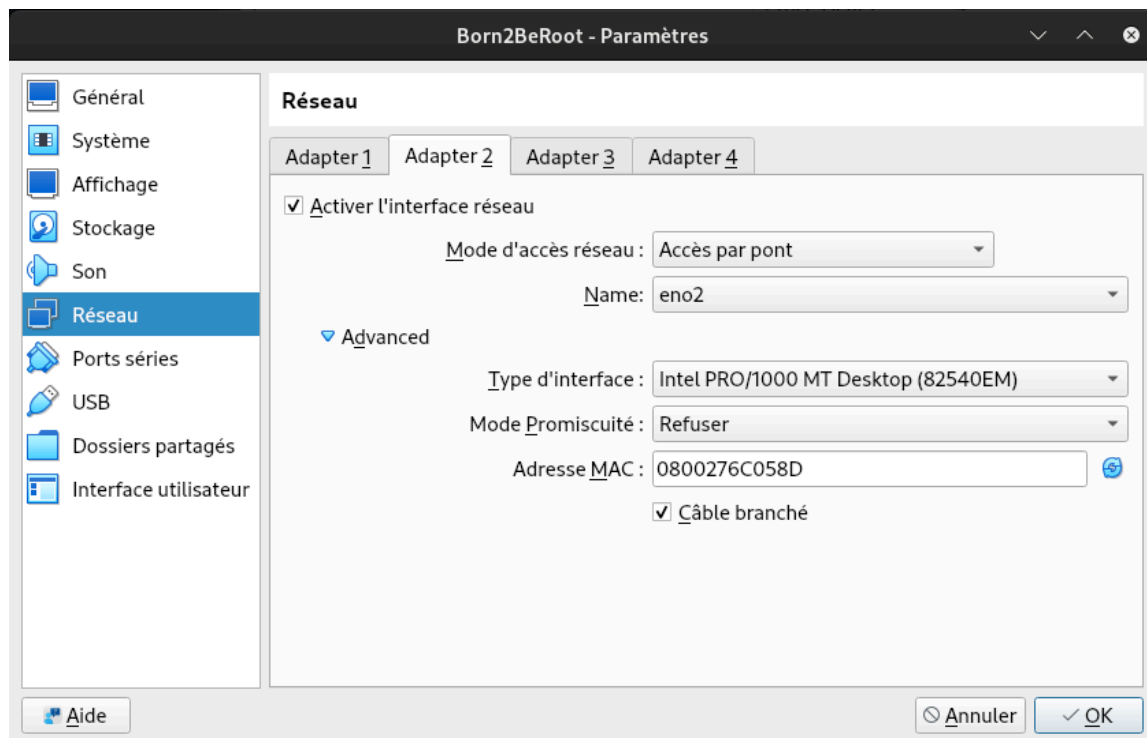 Born2BeRoot - Paramètres
Général
Système
Affichage
Stockage
Son
Réseau
Ports séries
USB
Dossiers partagés
Interface utilisateur
Réseau
Adapter 1 Adapter 2 Adapter 3 Adapter 4
Activer l'interface réseau
Mode d'accès réseau : Accès par pont
Name: eno2
Advanced
Type d'interface : Intel PRO/1000 MT Desktop (82540EM)
Mode Promiscuité : Refuser
Adresse MAC : 0800276C058D
Câble branché
Aide
Annuler
OK